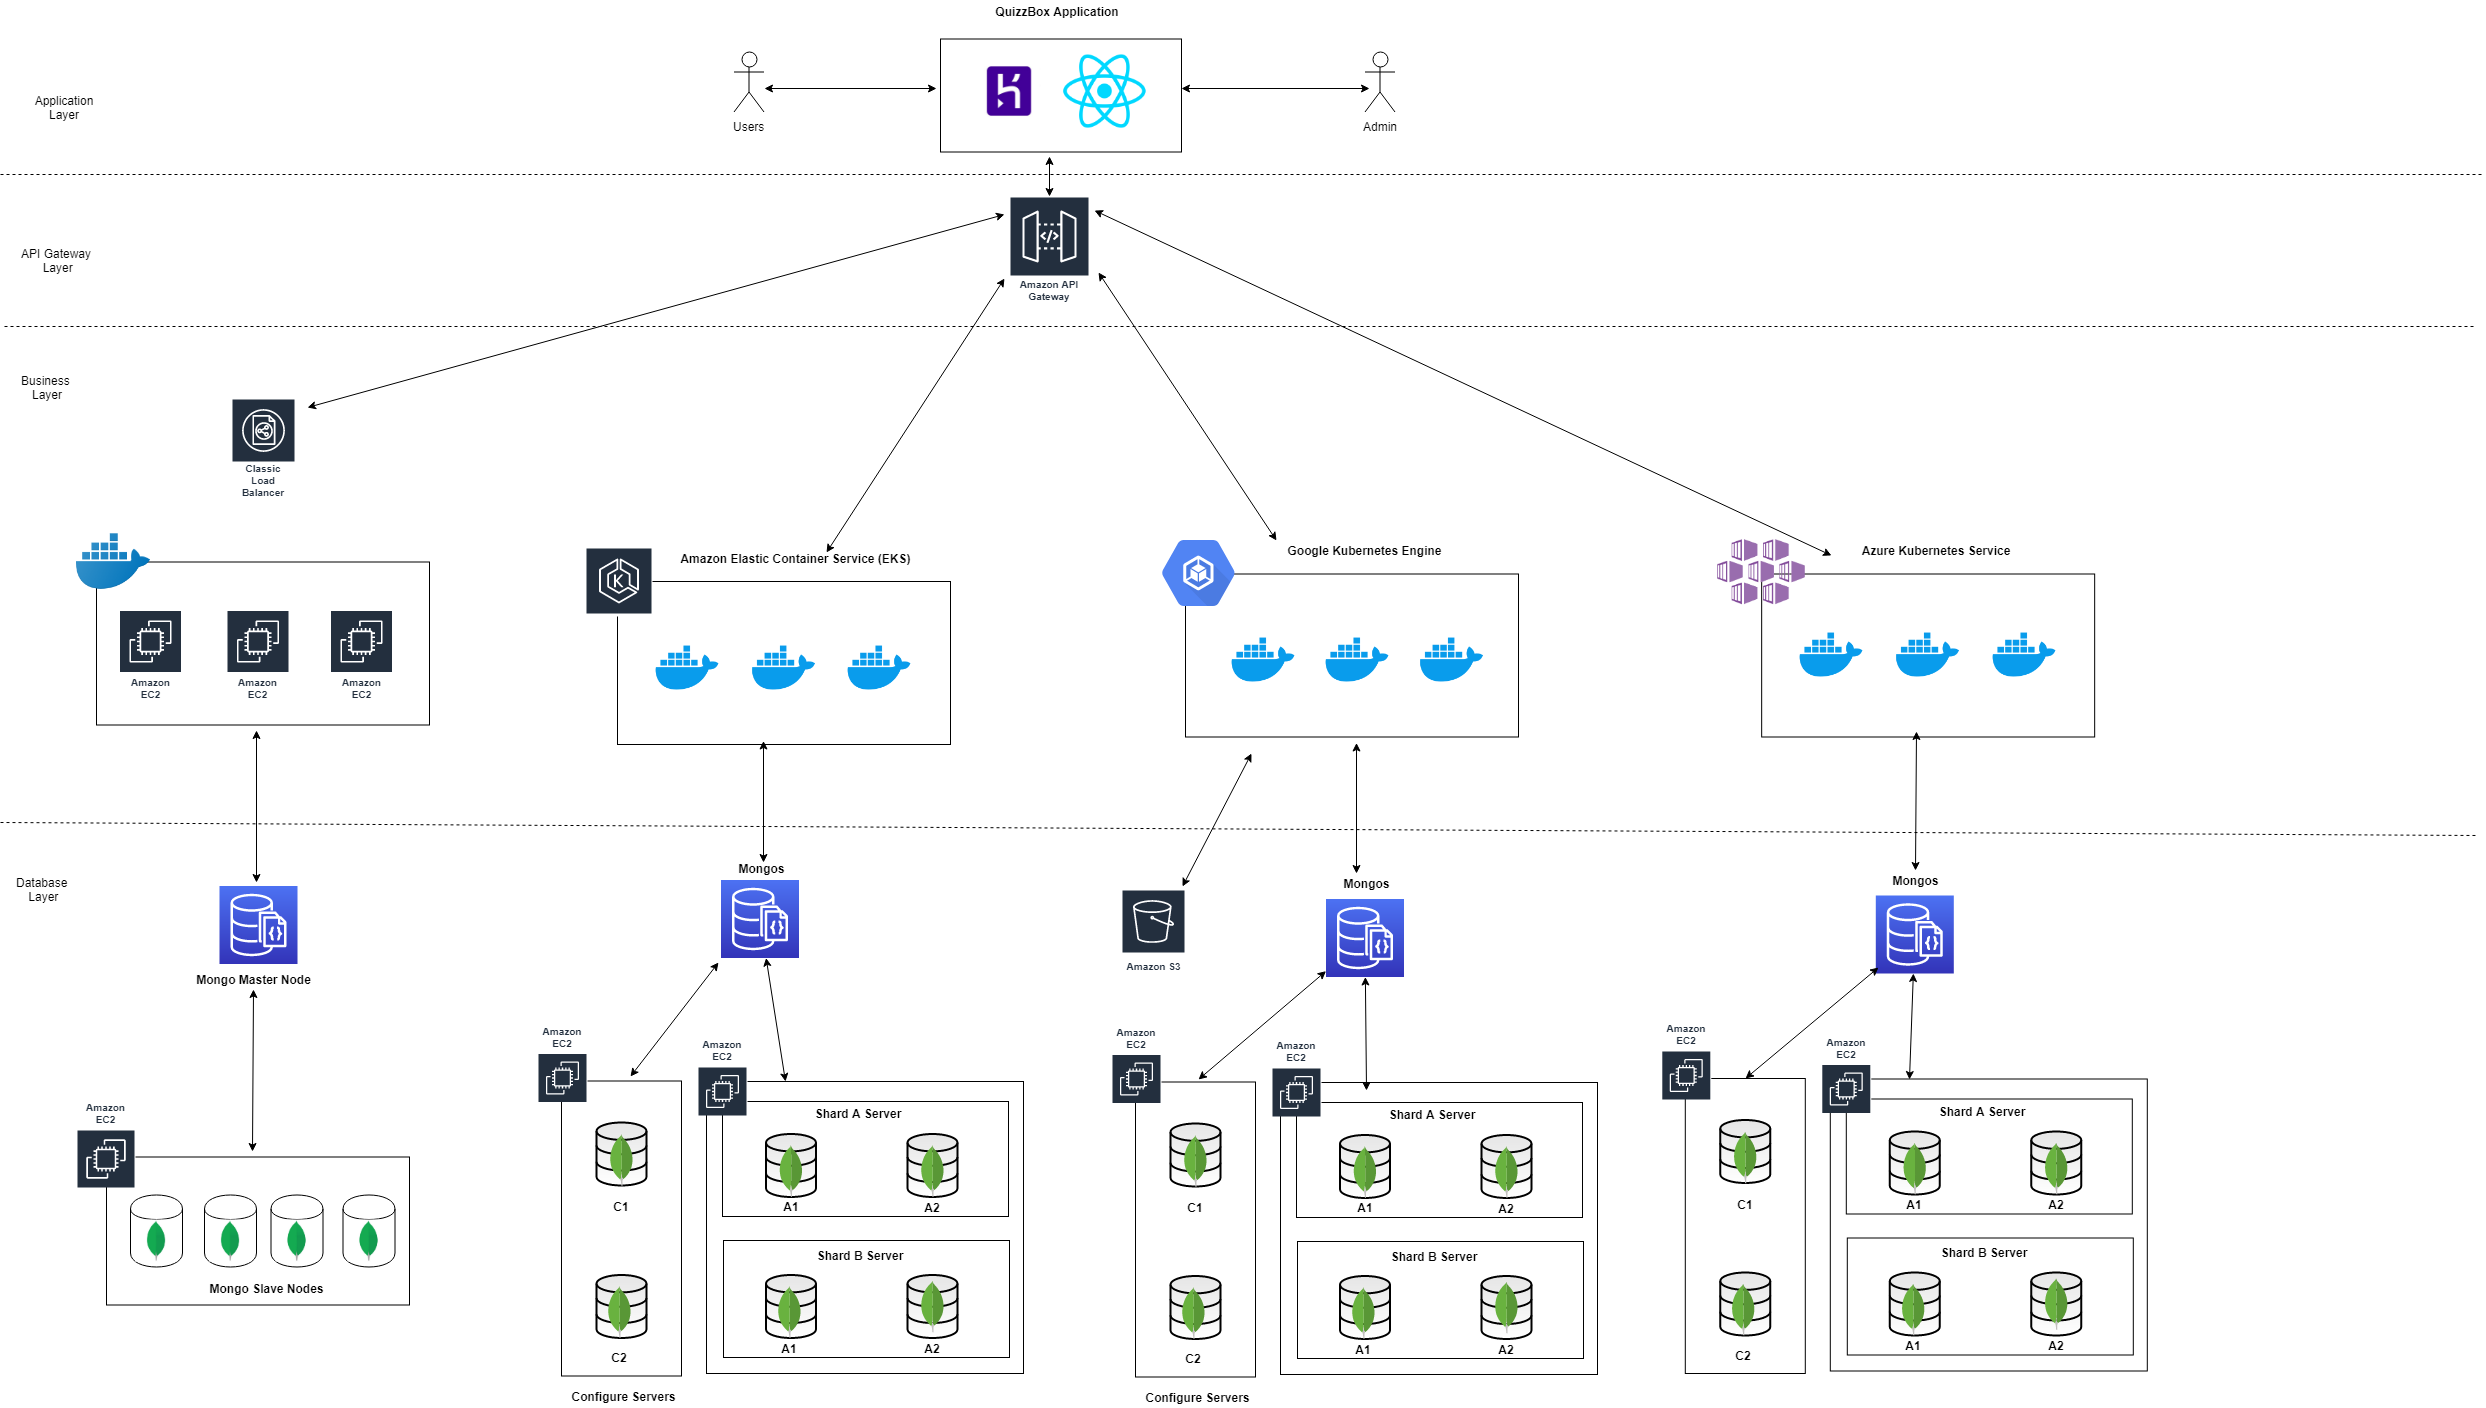 QuizzBox Application
Users
Admin
Application
Layer
API Gateway
Layer
Amazon API
Gateway
Business
Layer
Classic
Load
Balancer
Amazon Elastic Container Service (EKS)
Google Kubernetes Engine
Azure Kubernetes Service
Amazon
EC2
Amazon
EC2
Amazon
EC2
K
Database
Layer
Mongo Master Node
Mongos
Amazon S3
Mongos
Mongos
Amazon
EC2
Mongo Slave Nodes
Amazon
EC2
C1
C2
Configure Servers
Amazon
EC2
Shard A Server
A1
A2
Shard B Server
A1
A2
Amazon
EC2
C1
C2
Configure Servers
Amazon
EC2
Shard A Server
A1
A2
Shard B Server
A1
A2
Amazon
EC2
C1
C2
Amazon
EC2
Shard A Server
A1
A2
Shard B Server
A1
A2